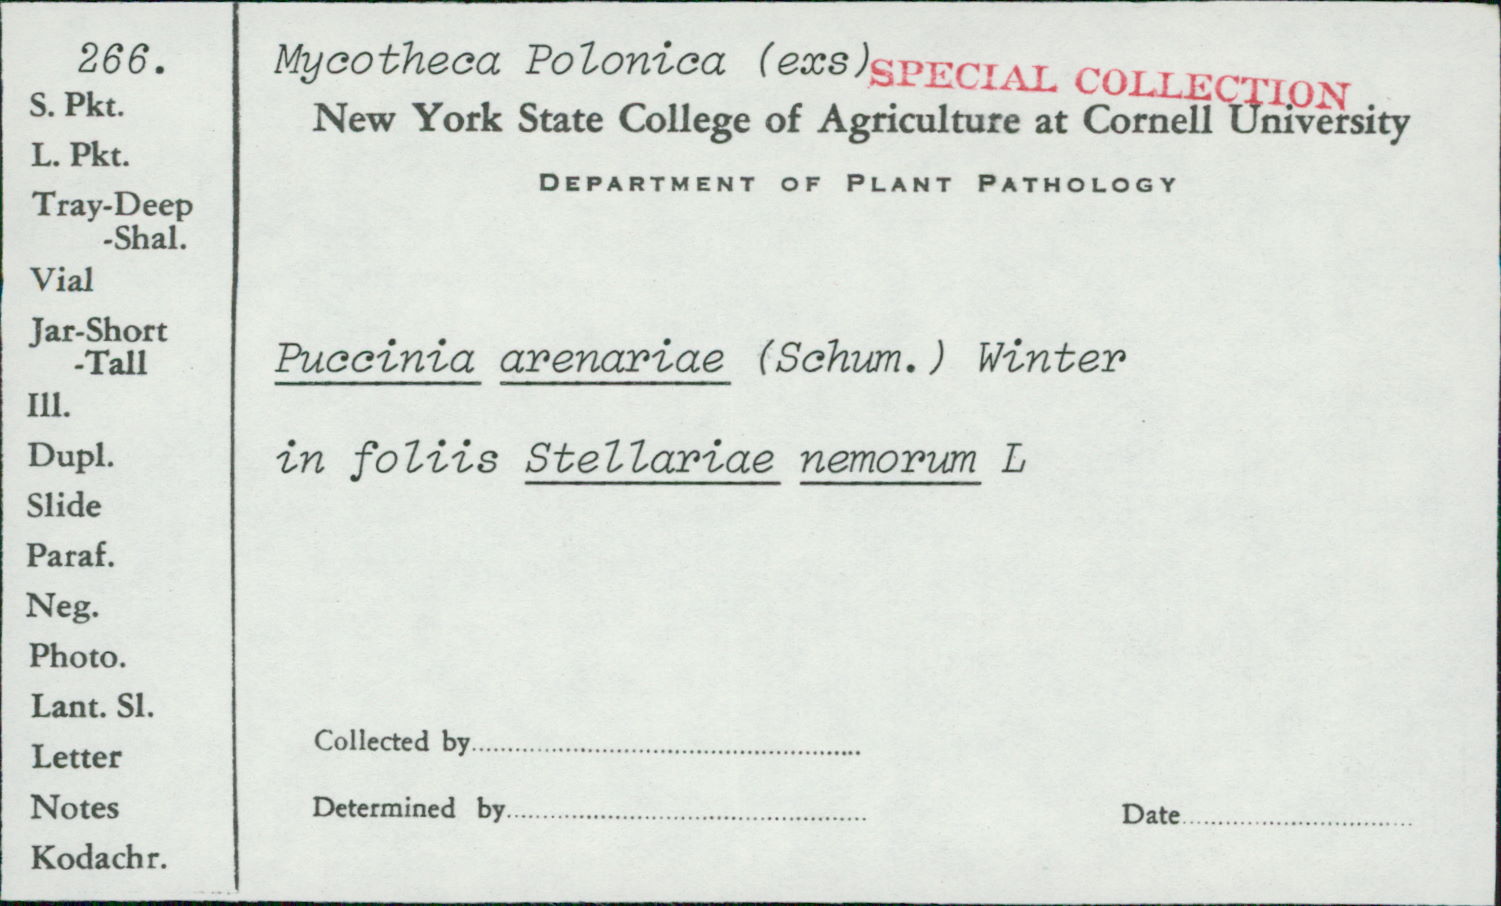 266.
S. Pkt.
L. Pkt.
Tray-Deep
-Shal.
Vial
Jar-Short
-Tall
Ill.
Dupl.
Slide
Paraf.
Neg.
Photo.
Lant. Sl.
Letter
Notes
Kodachr.
Mycotheca Polonica (exs)
SPECIAL COLLECTION
New York State College of Agriculture at Cornell University
DEPARTMENT OF PLANT PATHOLOGY
Puccinia arenariae (Schum.) Winter
in foliis Stellariae nemorum L
Collected by
Determined by
Date